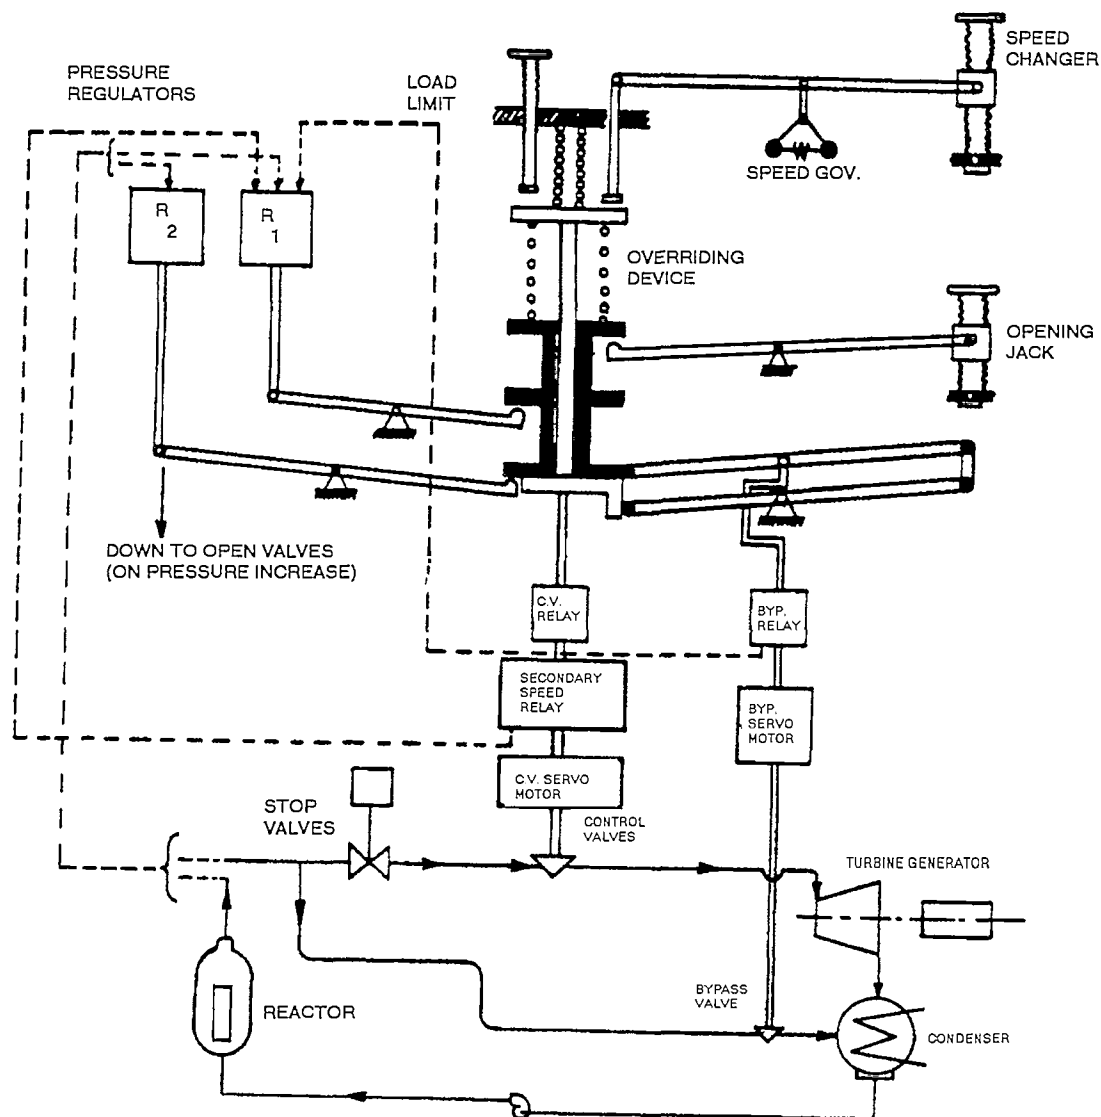 SPEED
CHANGER
PRESSURE
REGULATORS
LOAD
LIMIT
SPEED GOV.
R
2
R
1
OVERRIDING
DEVICE
OPENING
JACK
DOWN TO OPEN VALVES
(ON PRESSURE INCREASE)
C.V.
RELAY
BYP.
RELAY
SECONDARY
SPEED
RELAY
BYP.
SERVO
MOTOR
C.V. SERVO
MOTOR
STOP
VALVES
CONTROL
VALVES
TURBINE GENERATOR
BYPASS
VALVE
REACTOR
CONDENSER